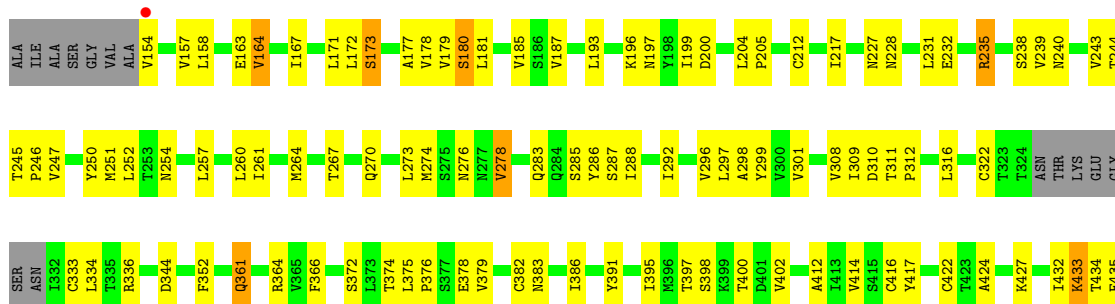 ALA ILE ALA SER GLY VAL ALA V154 V157 L158 E163 V164 I167 L171 L172 S173 A177 V178 V179 S180 L181 V185 S186 V187 L193 K196 N197 Y198 I199 D200 L204 P205 C212 I217 N227 N228 L231 E232 R235 S238 V239 N240 V243 T244
T245 P246 V247 Y250 M251 L252 T253 N254 L257 L260 I261 M264 T267 Q270 L273 M274 S275 N276 N277 V278 Q283 Q284 S285 Y286 S287 I288 I292 V296 L297 A298 Y299 V300 V301 V308 I309 D310 T311 P312 L316 C322 T323 T324 ASN THR LYS GLU GLY
SER ASN I332 C333 L334 T335 R336 D344 F352 Q361 R364 V365 F366 S372 L373 T374 L375 P376 S377 E378 V379 C382 N383 I386 Y391 I395 M396 T397 S398 K399 T400 D401 V402 A412 I413 V414 S415 C416 Y417 C422 T423 A424 K427 I432 K433 T434